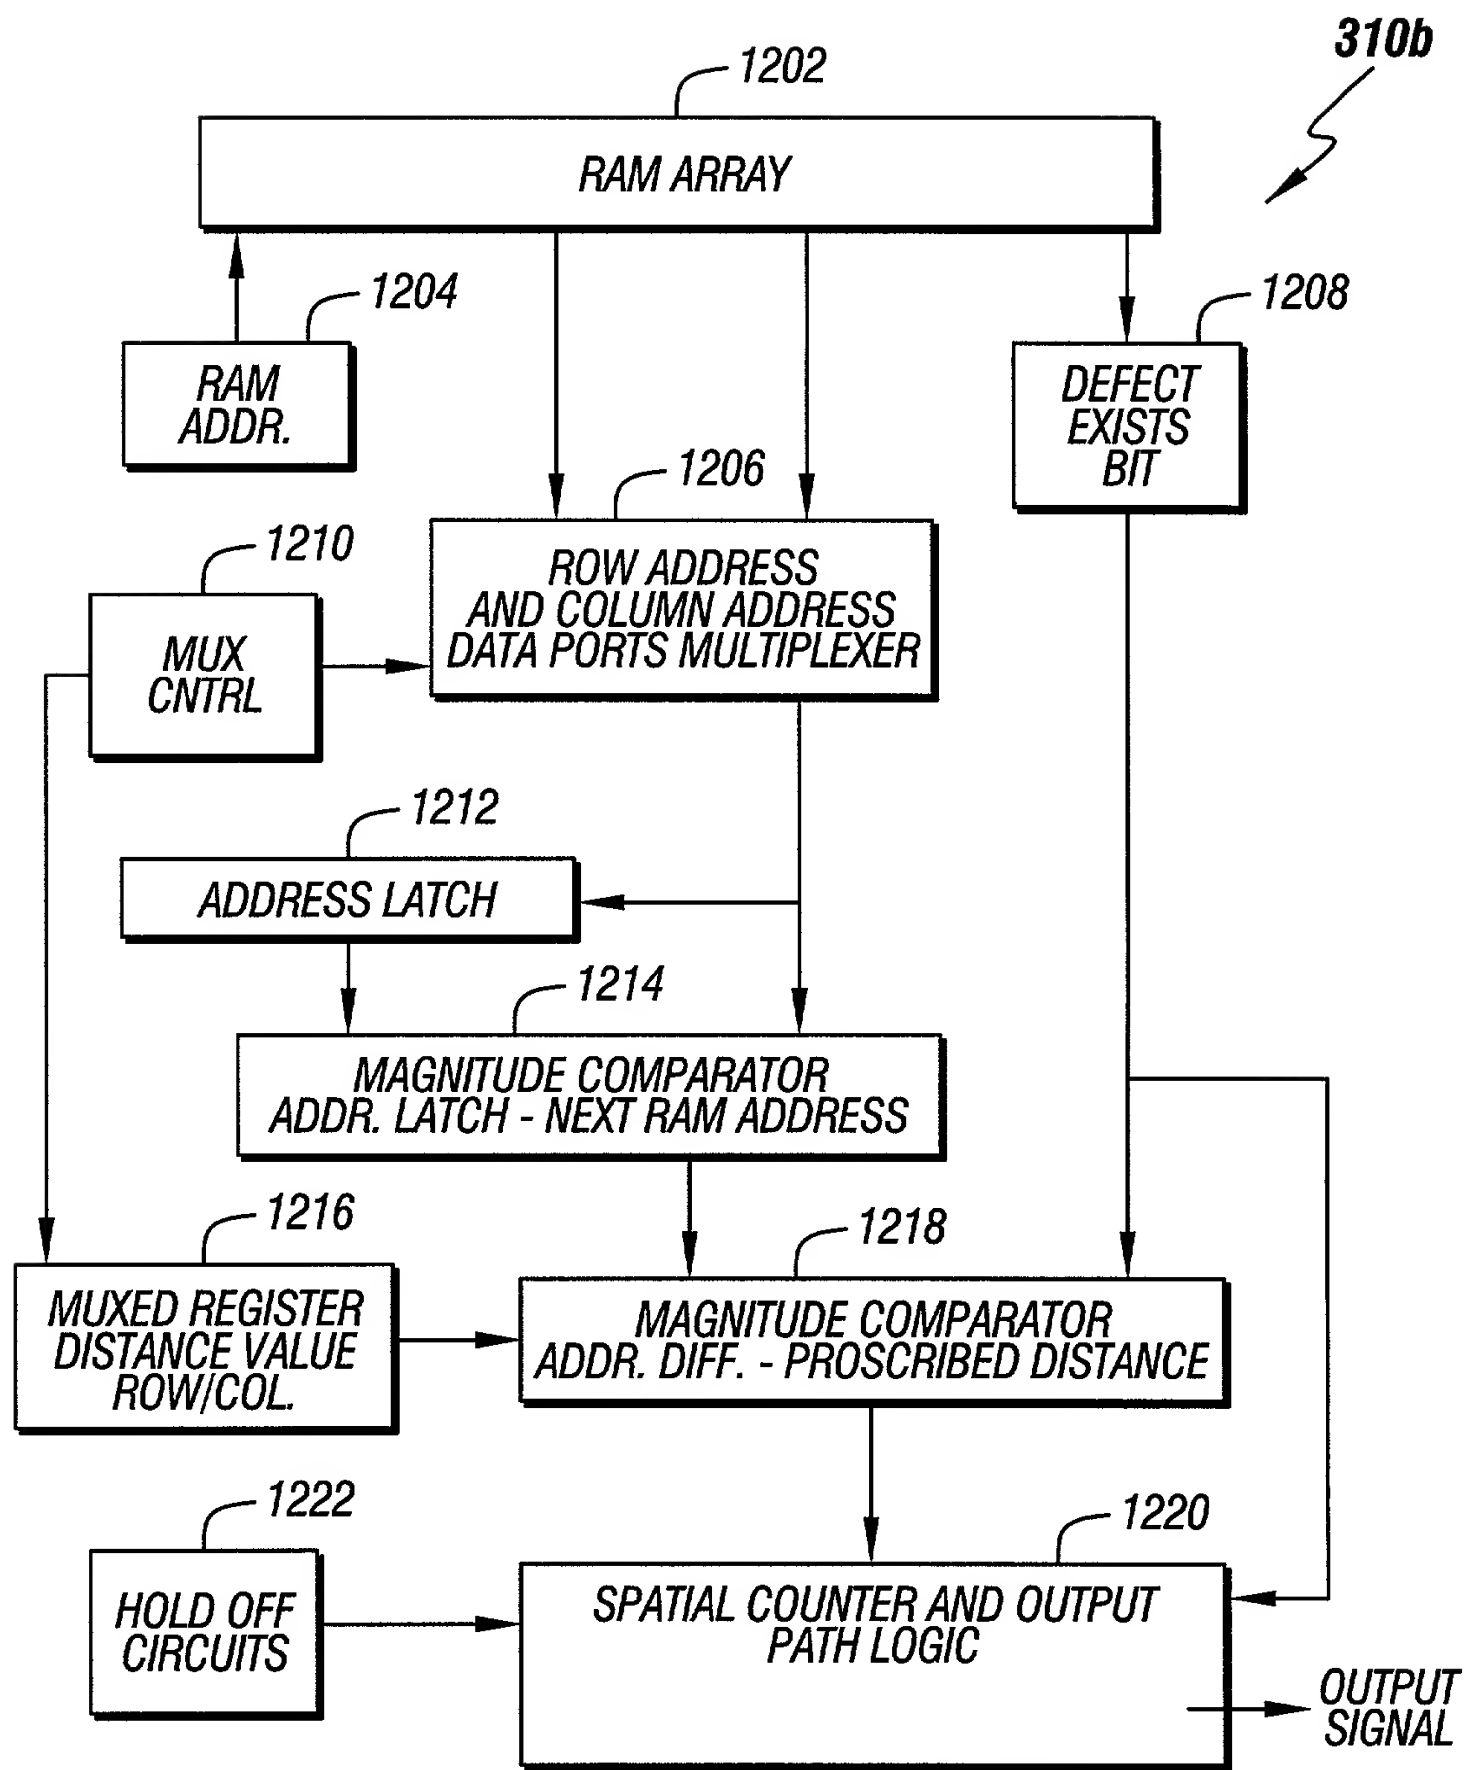 310b
1202
RAM ARRAY
1204
RAM
ADDR.
1208
DEFECT
EXISTS
BIT
1206
ROW ADDRESS
AND COLUMN ADDRESS
DATA PORTS MULTIPLEXER
1210
MUX
CNTRL
1212
ADDRESS LATCH
1214
MAGNITUDE COMPARATOR
ADDR. LATCH - NEXT RAM ADDRESS
1216
MUXED REGISTER
DISTANCE VALUE
ROW/COL.
1218
MAGNITUDE COMPARATOR
ADDR. DIFF. - PROSCRIBED DISTANCE
1222
HOLD OFF
CIRCUITS
1220
SPATIAL COUNTER AND OUTPUT
PATH LOGIC
OUTPUT
SIGNAL